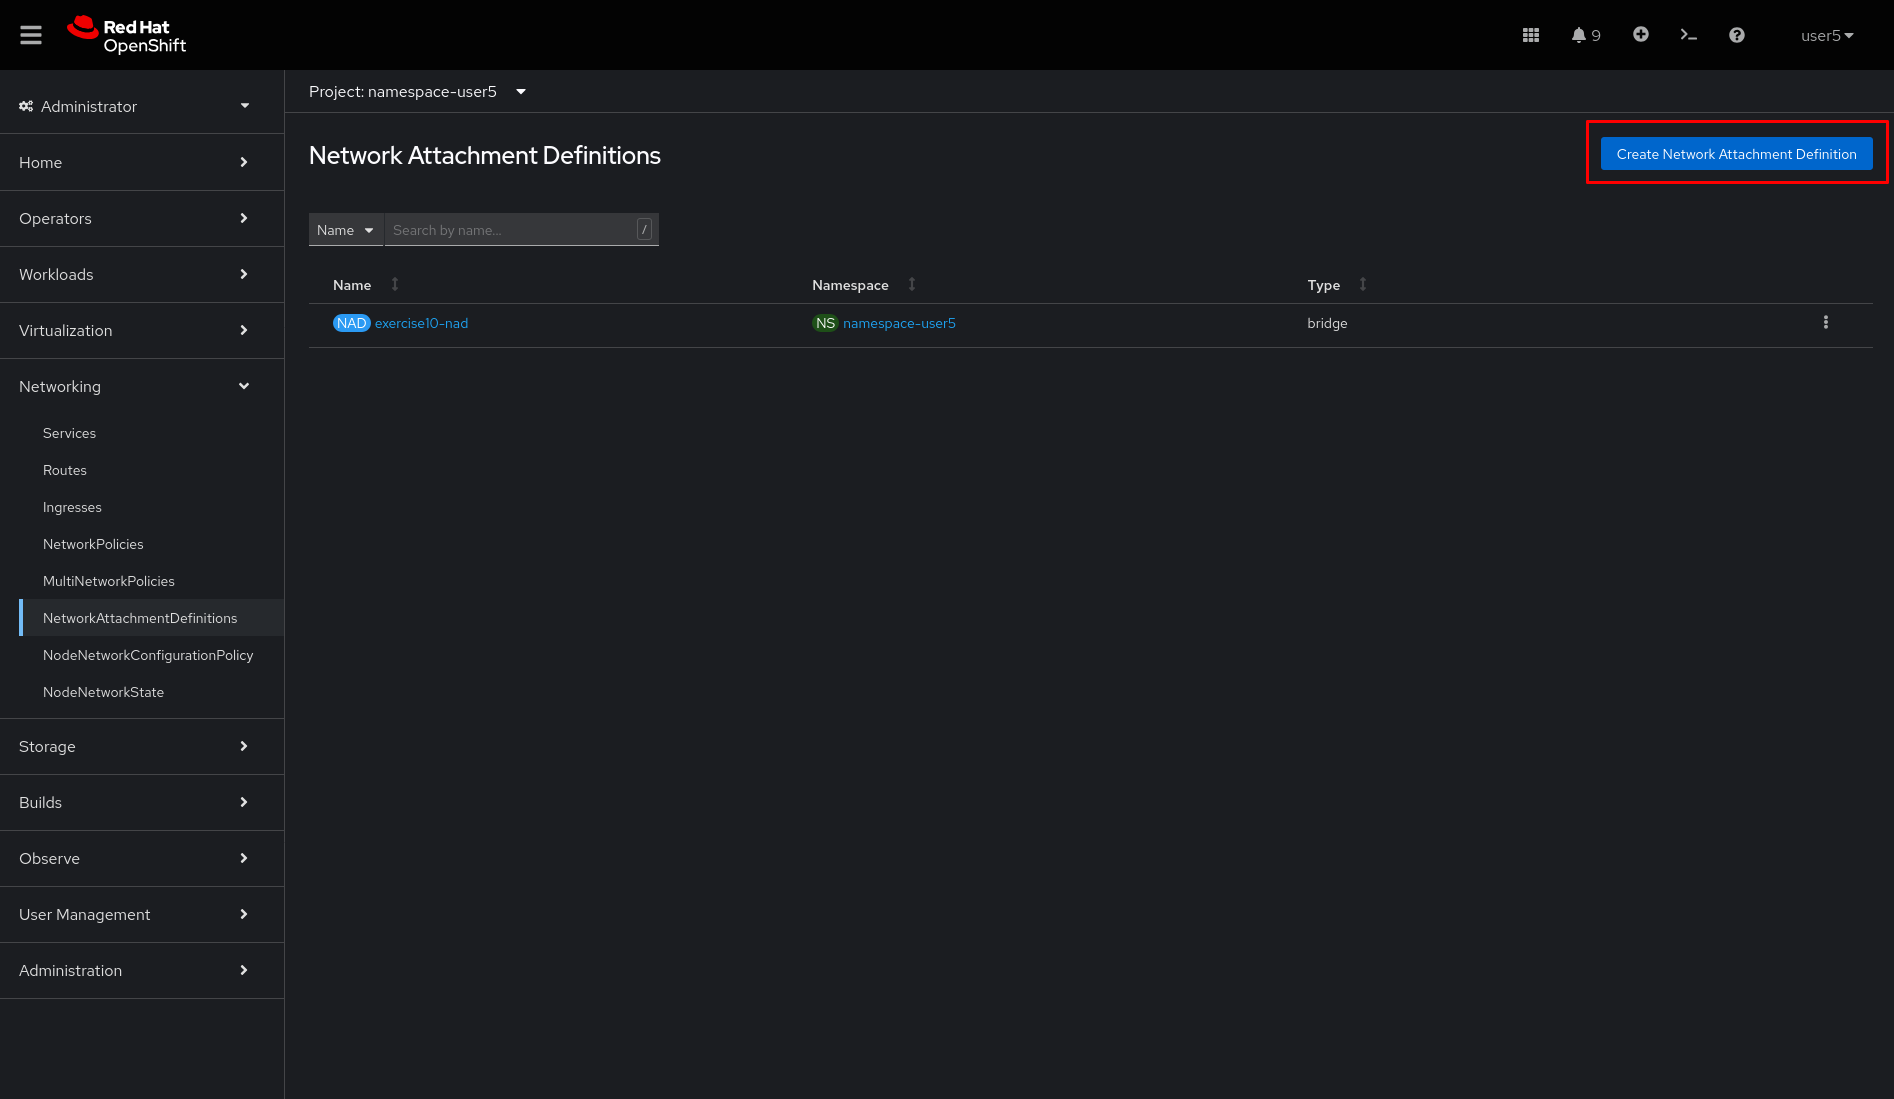 Red Hat
OpenShift
9
user5
Administrator
Home
Operators
Workloads
Virtualization
Networking
Services
Routes
Ingresses
NetworkPolicies
MultiNetworkPolicies
NetworkAttachmentDefinitions
NodeNetworkConfigurationPolicy
NodeNetworkState
Storage
Builds
Observe
User Management
Administration
Project: namespace-user5
Network Attachment Definitions
Create Network Attachment Definition
Name Search by name... /
Name Namespace Type
NAD exercise10-nad NS namespace-user5 bridge